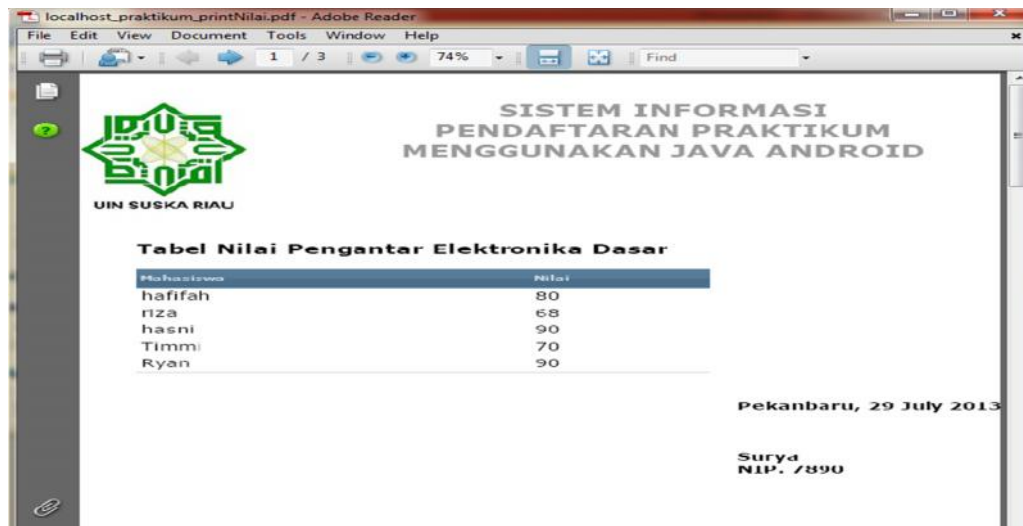 localhost_praktikum_printNilai.pdf - Adobe Reader
File Edit View Document Tools Window Help
1 / 3 74% Find
SISTEM INFORMASI
PENDAFTARAN PRAKTIKUM
MENGGUNAKAN JAVA ANDROID
UIN SUSKA RIAU
Tabel Nilai Pengantar Elektronika Dasar
Mahasiswa Nilai
hafifah 80
riza 68
hasni 90
Timmi 70
Ryan 90
Pekanbaru, 29 July 2013
Surya
NIP. 7890